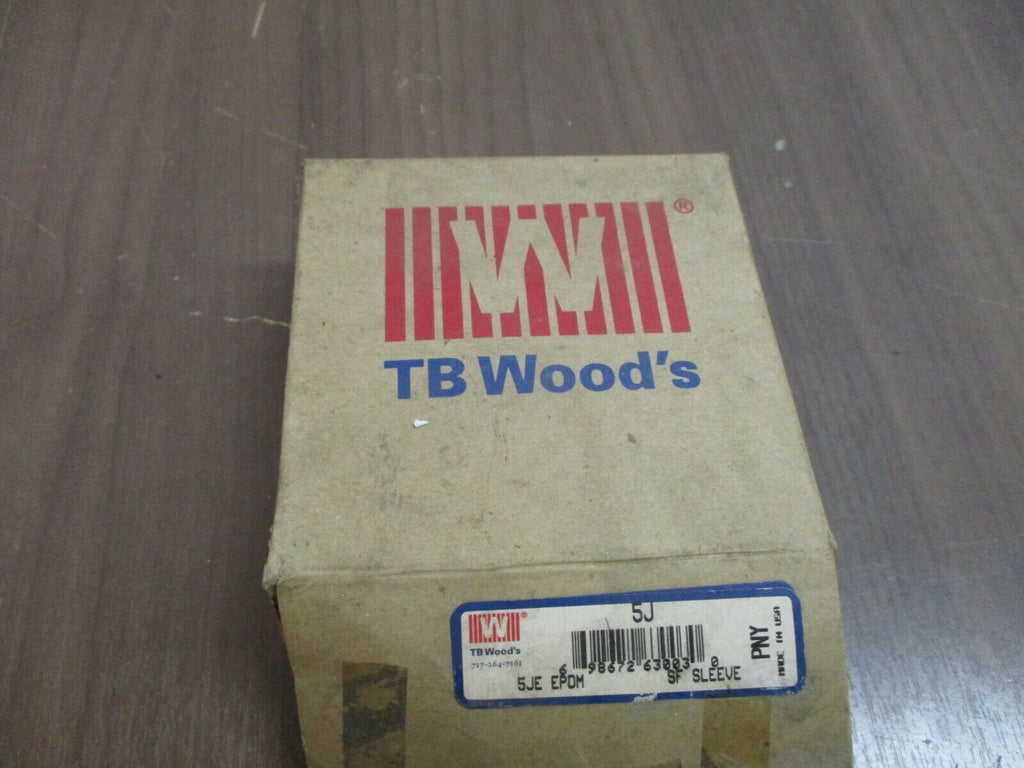 W®
TB Wood's
5J
W®
TB Wood's
717-264-7161
6 98672 63003 0
5JE EPDM SF SLEEVE
PNY
MADE IN USA